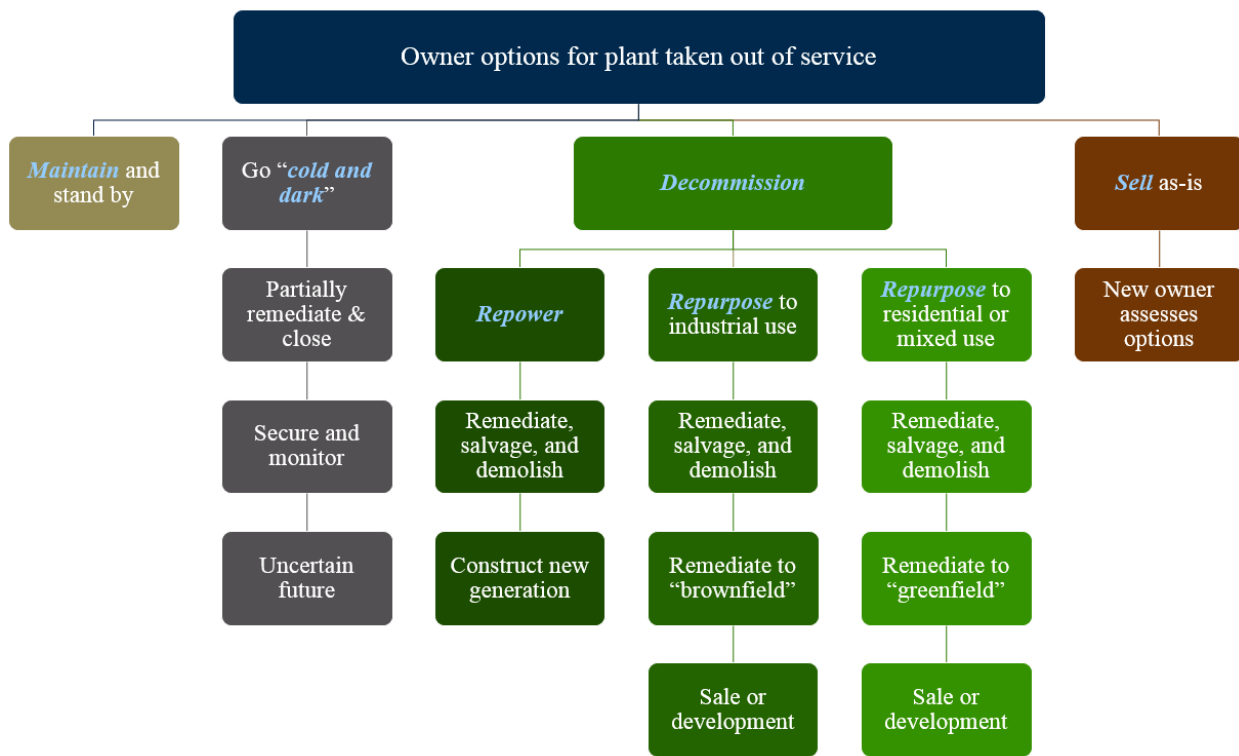 Owner options for plant taken out of service
Maintain and
stand by
Go “cold and
dark”
Decommission
Sell as-is
Partially
remediate &
close
Repower
Repurpose to
industrial use
Repurpose to
residential or
mixed use
New owner
assesses
options
Secure and
monitor
Remediate,
salvage, and
demolish
Remediate,
salvage, and
demolish
Remediate,
salvage, and
demolish
Uncertain
future
Construct new
generation
Remediate to
“brownfield”
Remediate to
“greenfield”
Sale or
development
Sale or
development